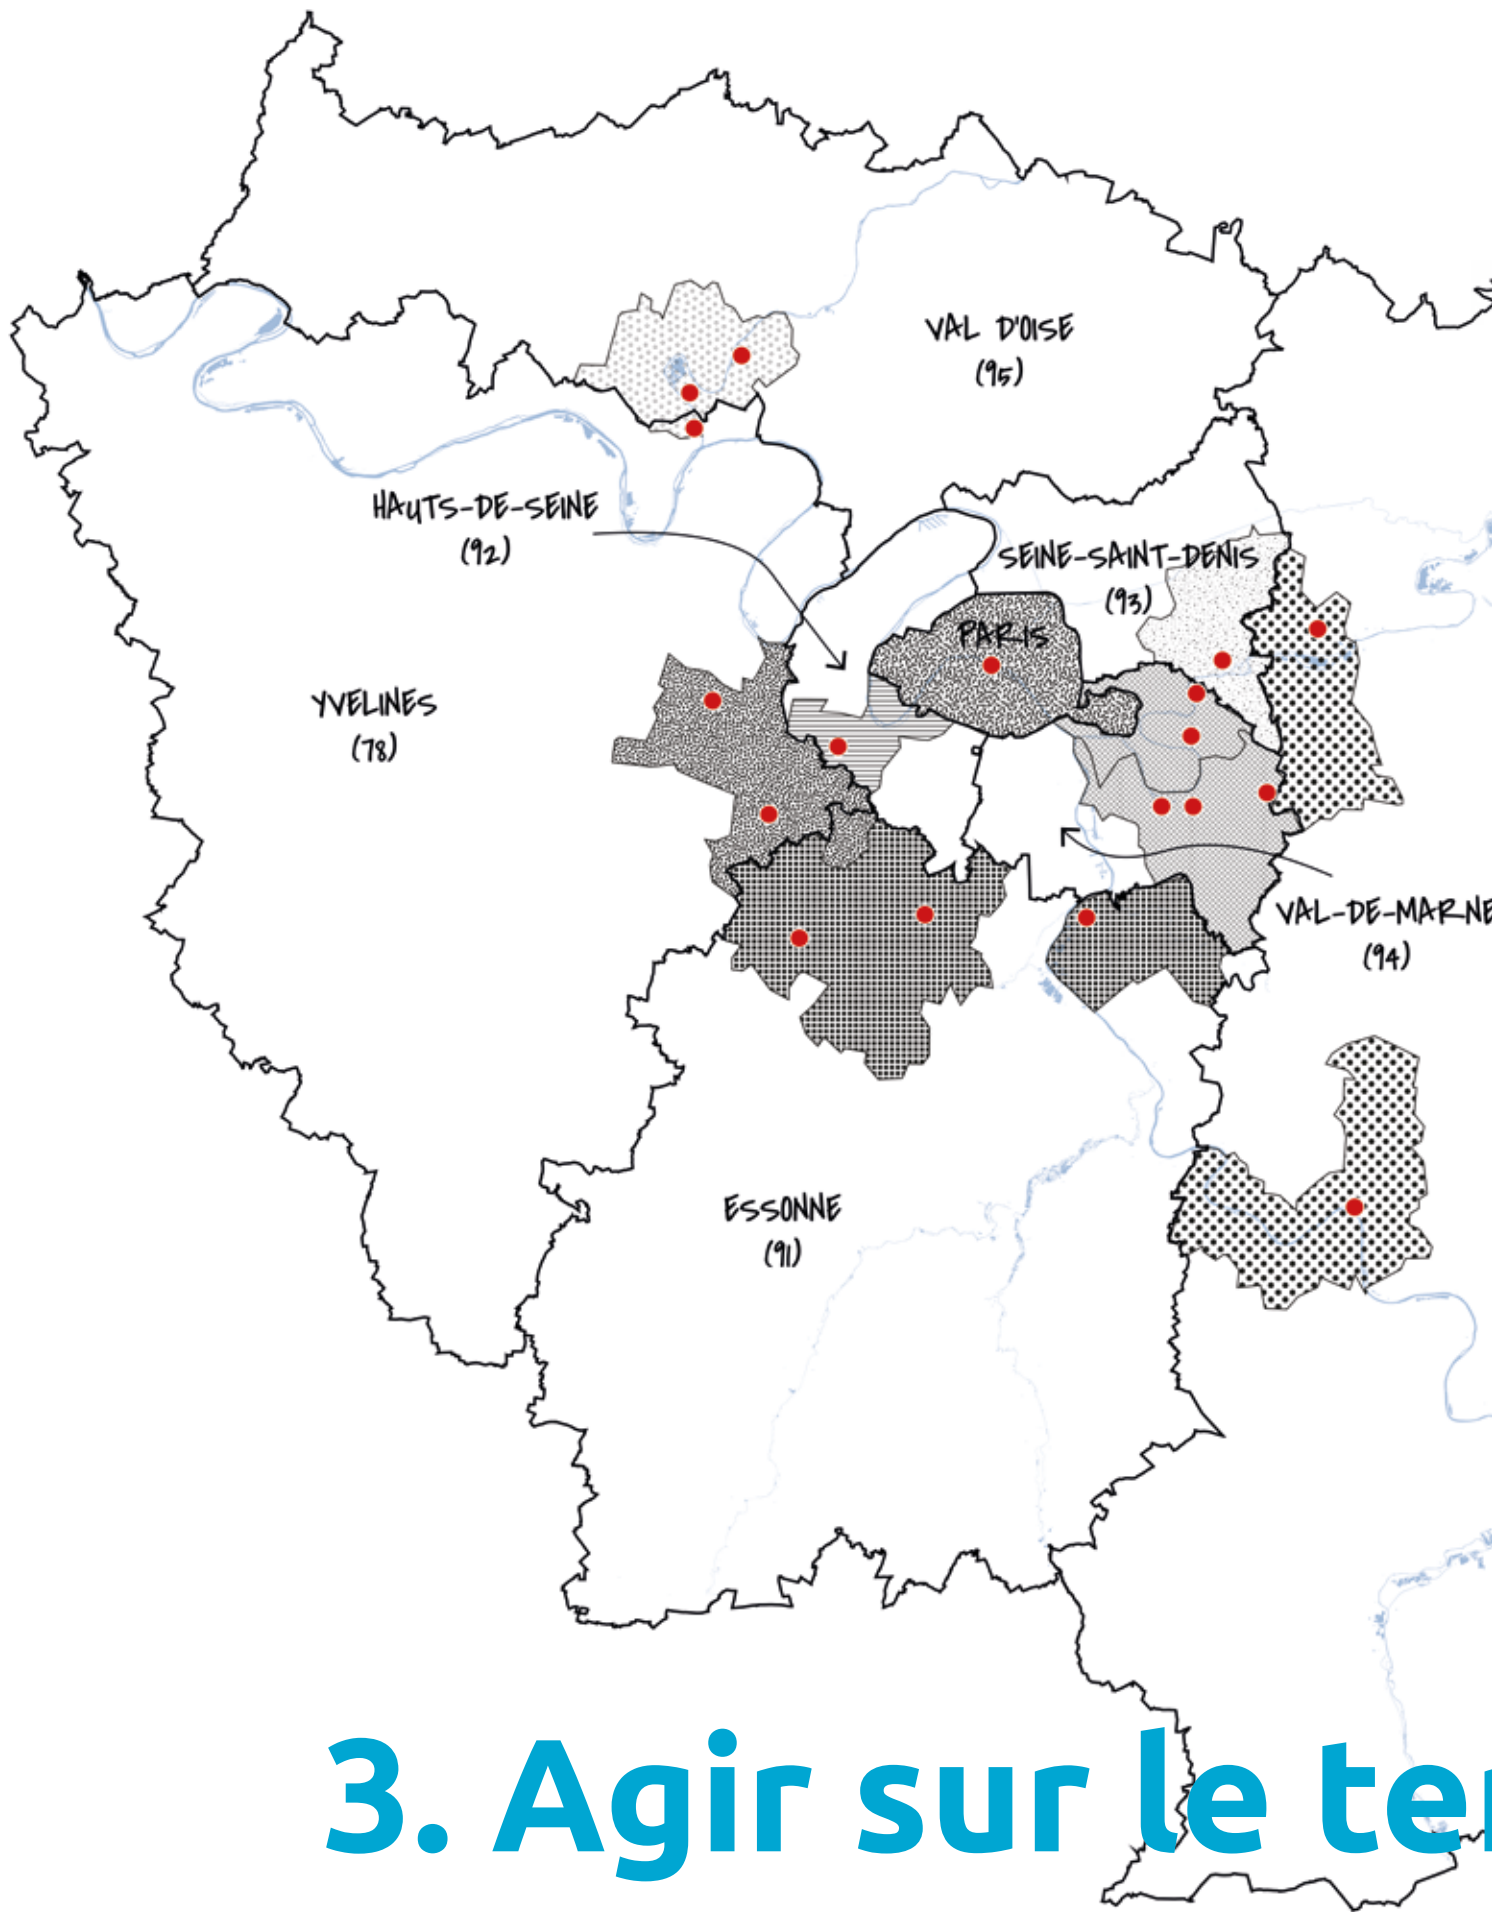 VAL D'OISE
(95)
HAUTS-DE-SEINE
(92)
SEINE-SAINT-DENIS
(93)
PARIS
YVELINES
(78)
VAL-DE-MARNE
(94)
ESSONNE
(91)
3. Agir sur le ter